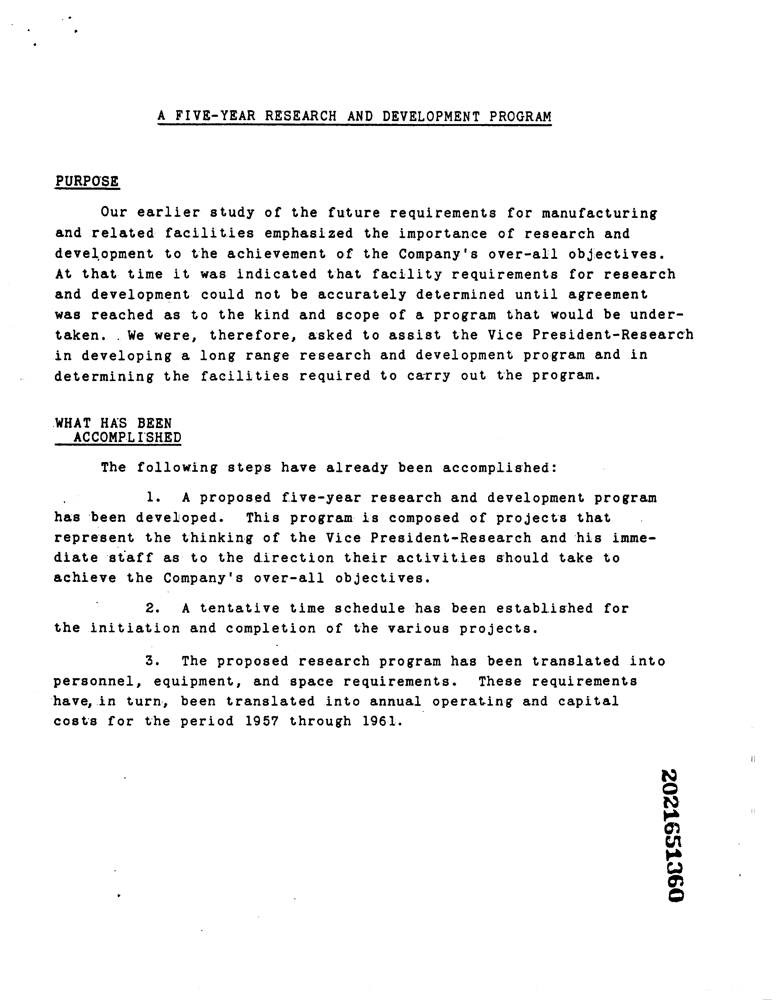 A FIVE-YEAR RESEARCH AND DEVELOPMENT PROGRAM
PURPOSE
Our earlier study of the future requirements for manufacturing
and related facilities emphasized the importance of research and
development to the achievement of the Company's over-all objectives.
At that time it was indicated that facility requirements for research
and development could not be accurately determined until agreement
was reached as to the kind and scope of a program that would be under-
taken. We were, therefore, asked to assist the Vice President-Research
in developing a long range research and development program and in
determining the facilities required to carry out the program.
WHAT HAS BEEN
ACCOMPLISHED
The following steps have already been accomplished:
1. A proposed five-year research and development program
has been developed. This program is composed of projects that
represent the thinking of the Vice President-Research and his imme-
diate staff as to the direction their activities should take to
achieve the Company's over-all objectives.
2. A tentative time schedule has been established for
the initiation and completion of the various projects.
3. The proposed research program has been translated into
personnel, equipment, and space requirements. These requirements
have, in turn, been translated into annual operating and capital
costs for the period 1957 through 1961.
2021651360